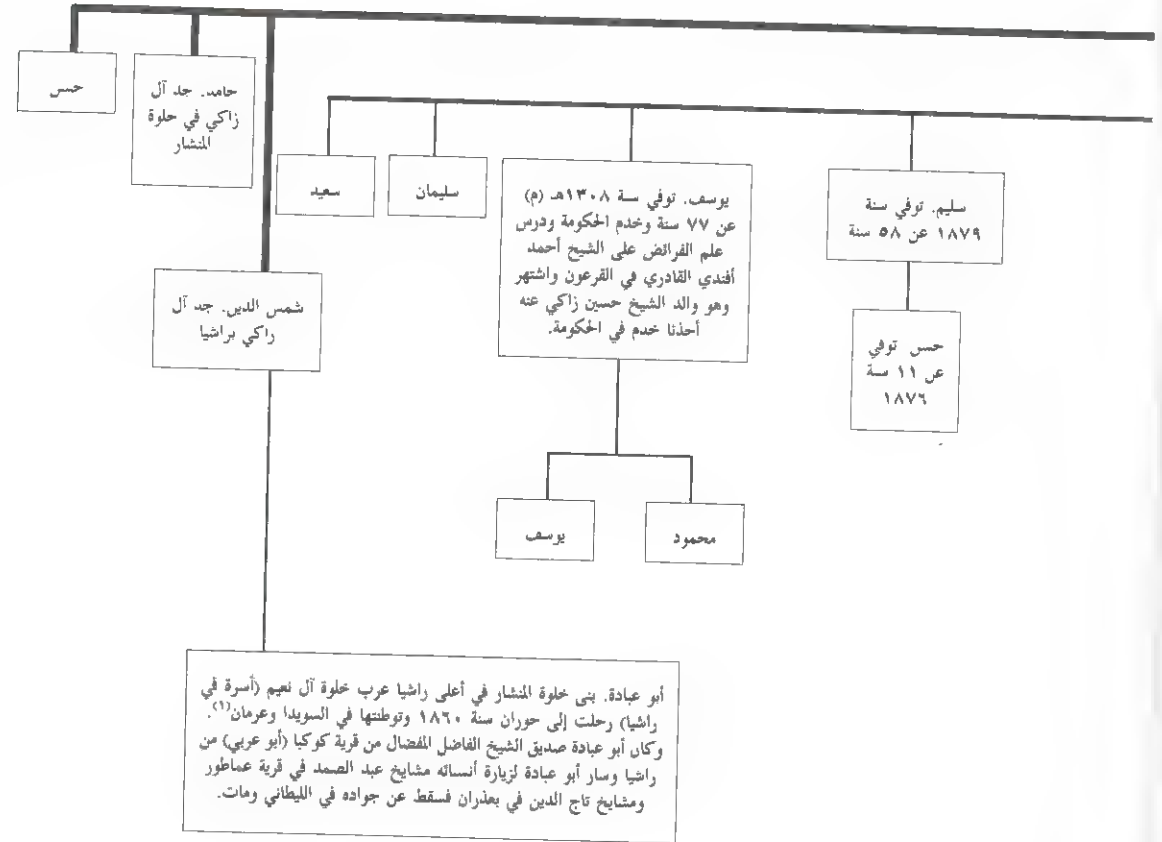 حسن
حامد. جد آل
زاكي في حلوة
المنشار
سليم. توفي سنة
١٨٧٩ عن ٥٨ سنة
يوسف. توفي سنة ١٣٠٨هـ (م)
عن ٧٧ سنة وخدم الحكومة ودرس
علم الفرائض على الشيخ أحمد
أفندي القادري في القرعون واشتهر
وهو والد الشيخ حسين زاكي عنه
أخذنا خدم في الحكومة.
سليمان
سعيد
شمس الدين. جد آل
راكي براشيا
حسن توفي
عن ١١ سنة
١٨٧٦
محمود
يوسف
أبو عبادة. بنى خلوة المنشار في أعلى راشيا عرب خلوة آل نعيم (أسرة في
راشيا) رحلت إلى حوران سنة ١٨٦٠ وتوطنتها في السويدا وعرمان(١).
وكان أبو عبادة صديق الشيخ الفاضل المفضال من قرية كوكبا (أبو عربي) من
راشيا وسار أبو عبادة لزيارة أنسبائه مشايخ عبد الصمد في قرية عماطور
ومشايخ تاج الدين في بعذران فسقط عن جواده في الليطاني ومات.